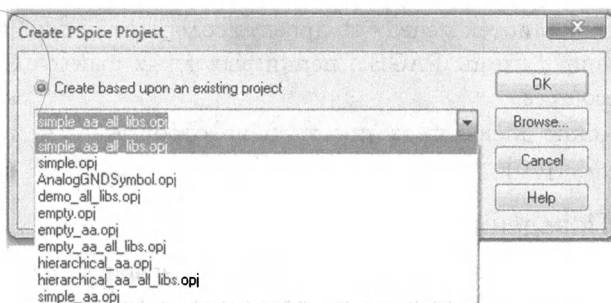 Create PSpice Project
Create based upon an existing project
OK
simple_aa_all_libs.opj
Browse...
simple_aa_all_libs.opj
simple.opj
Cancel
AnalogGNDSymbol.opj
demo_all_libs.opj
Help
empty.opj
empty_aa.opj
empty_aa_all_libs.opj
hierarchical_aa.opj
hierarchical_aa_all_libs.opj
simple_aa.opj